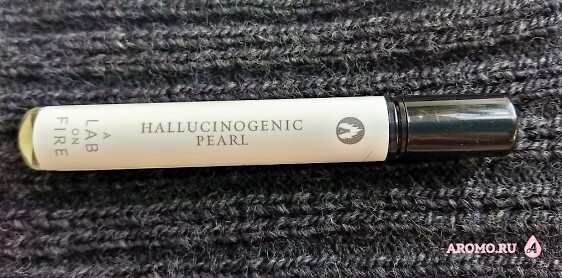 A
LAB
ON
FIRE
HALLUCINOGENIC
PEARL
AROMO.RU